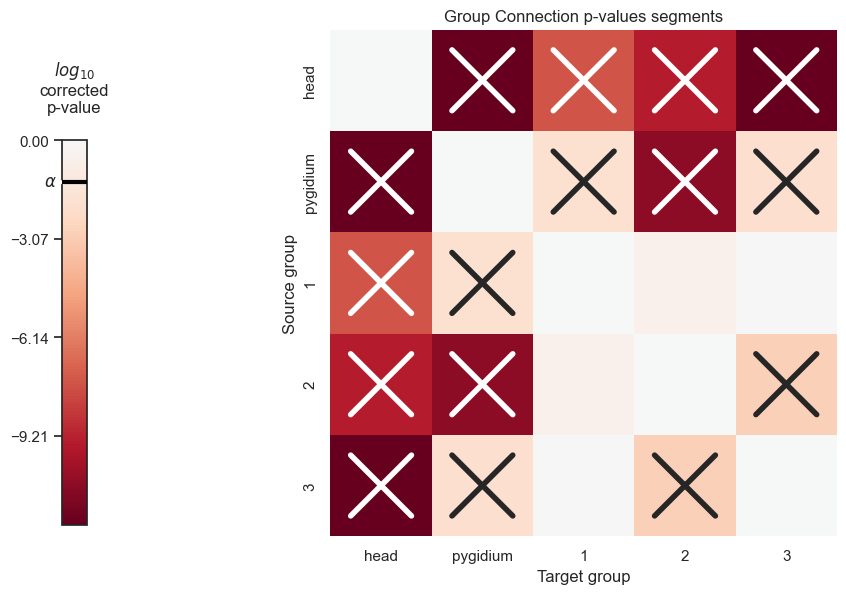 Group Connection p-values segments
log₁₀
corrected
p-value
0.00
α
−3.07
−6.14
−9.21
Source group
head
pygidium
1
2
3
head pygidium 1 2 3
Target group